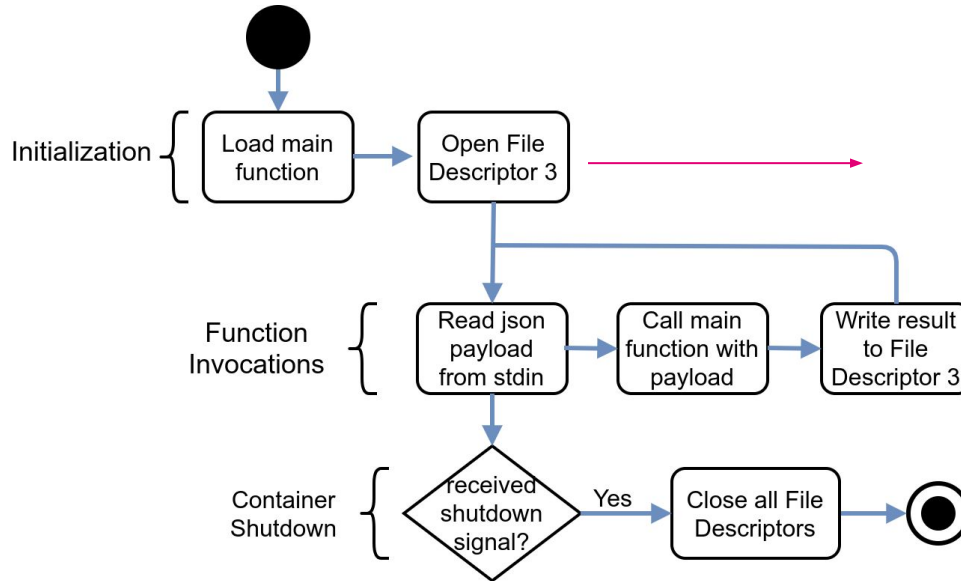 Initialization
Load main
function
Open File
Descriptor 3
Function
Invocations
Read json
payload
from stdin
Call main
function with
payload
Write result
to File
Descriptor 3
Container
Shutdown
received
shutdown
signal?
Yes
Close all File
Descriptors